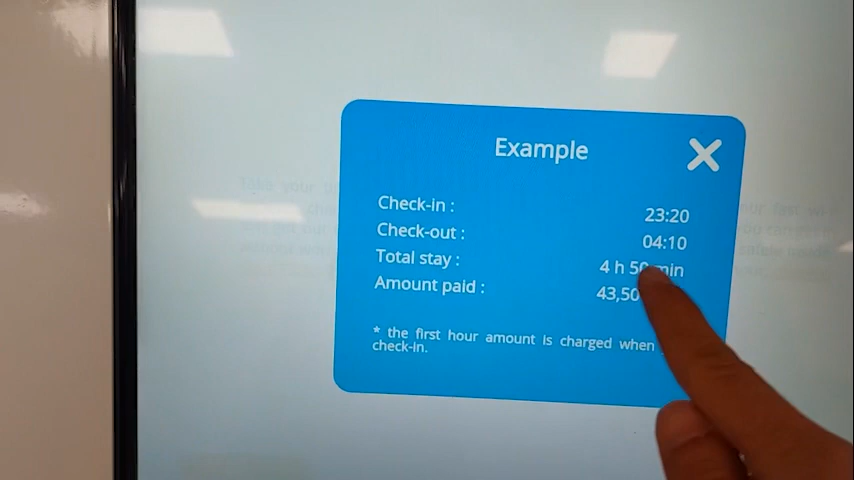 Example
Check-in : 23:20
Check-out : 04:10
Total stay : 4 h 50 min
Amount paid : 43,50
* the first hour amount is charged when
check-in.